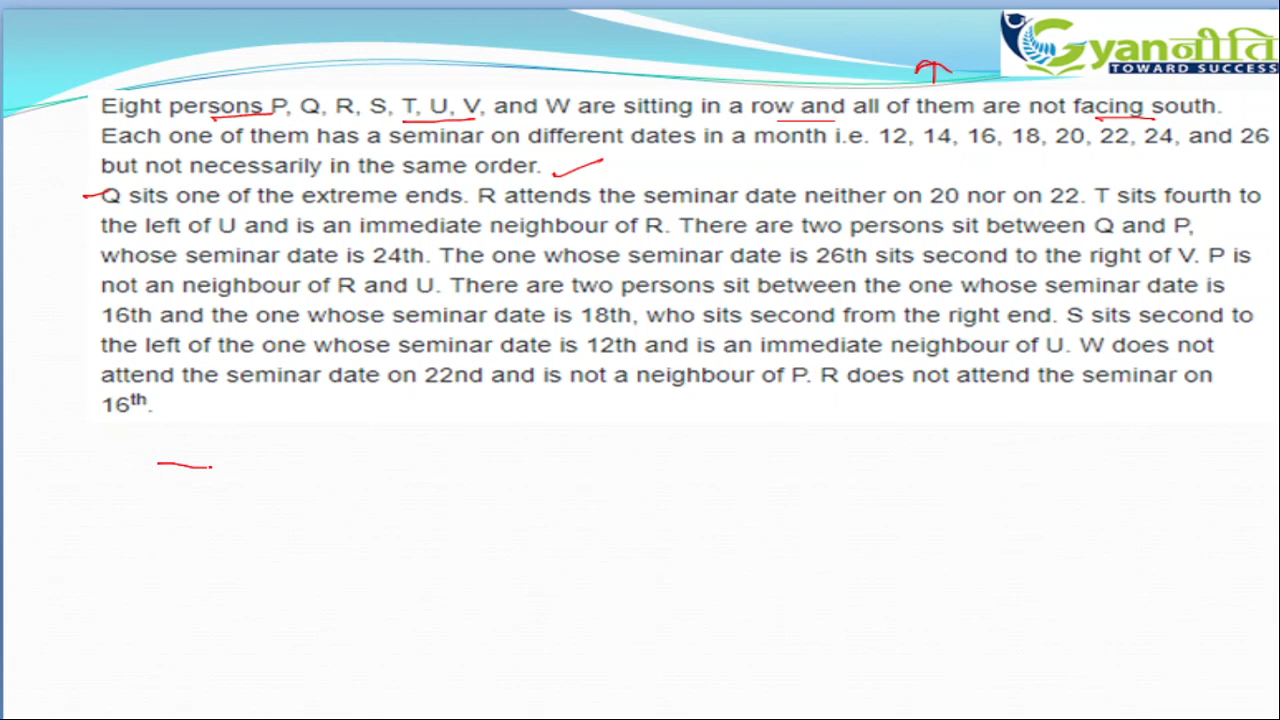 Gyanनीति
TOWARD SUCCESS
Eight persons P, Q, R, S, T, U, V, and W are sitting in a row and all of them are not facing south.
Each one of them has a seminar on different dates in a month i.e. 12, 14, 16, 18, 20, 22, 24, and 26
but not necessarily in the same order.
Q sits one of the extreme ends. R attends the seminar date neither on 20 nor on 22. T sits fourth to
the left of U and is an immediate neighbour of R. There are two persons sit between Q and P,
whose seminar date is 24th. The one whose seminar date is 26th sits second to the right of V. P is
not an neighbour of R and U. There are two persons sit between the one whose seminar date is
16th and the one whose seminar date is 18th, who sits second from the right end. S sits second to
the left of the one whose seminar date is 12th and is an immediate neighbour of U. W does not
attend the seminar date on 22nd and is not a neighbour of P. R does not attend the seminar on
16th.